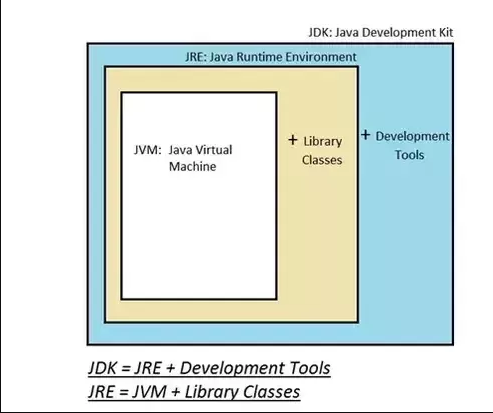 JDK: Java Development Kit
JRE: Java Runtime Environment
JVM: Java Virtual
Machine
+ Library
Classes
+ Development
Tools
JDK = JRE + Development Tools
JRE = JVM + Library Classes